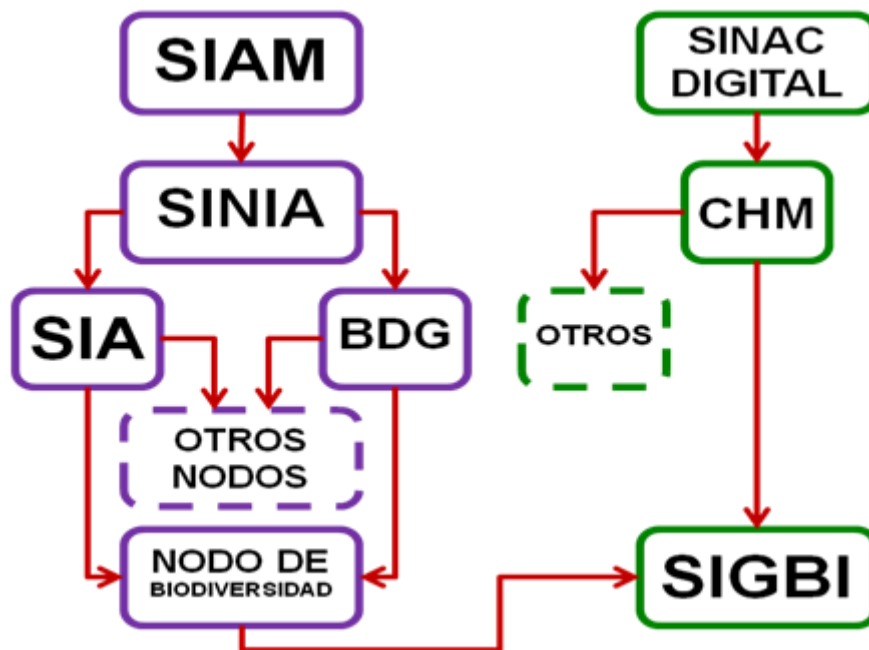 SIAM
SINAC
DIGITAL
SINIA
CHM
SIA
BDG
OTROS
OTROS
NODOS
NODO DE
BIODIVERSIDAD
SIGBI